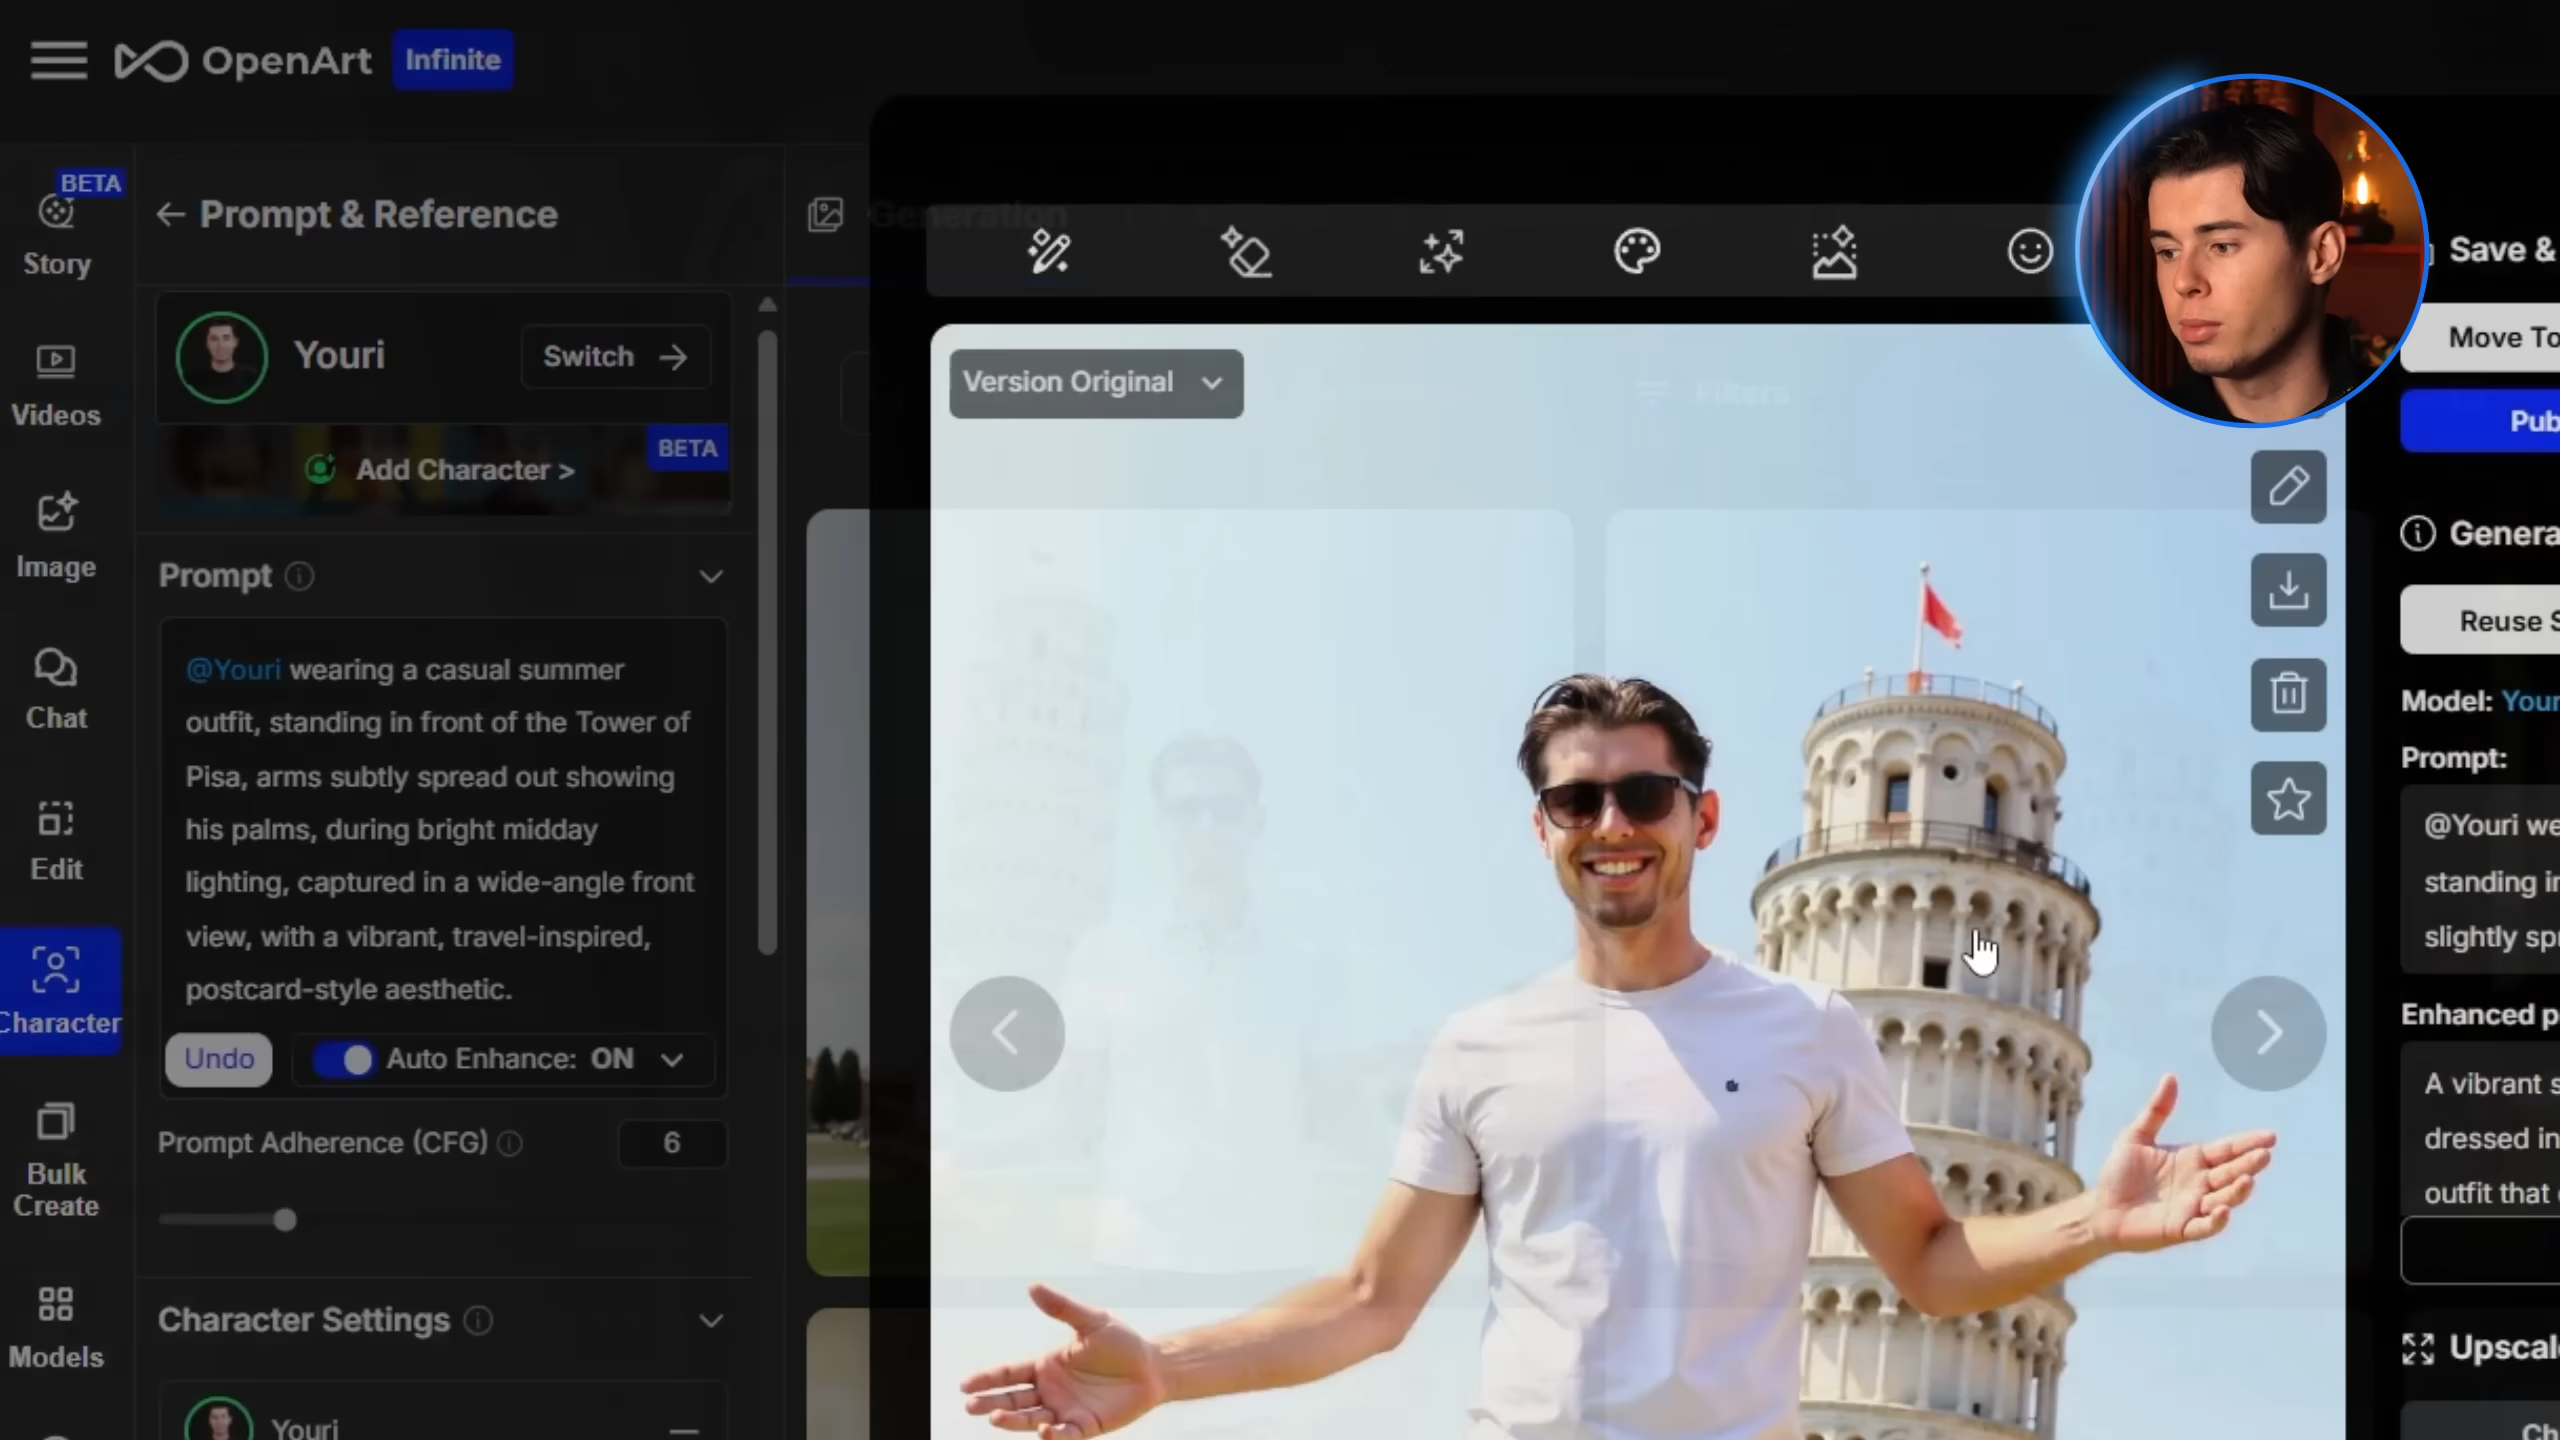 OpenArt
Infinite
BETA
Story
Videos
Image
Chat
Edit
Character
Bulk
Create
Models
Prompt & Reference
Youri
Switch
Add Character >
BETA
Prompt
@Youri wearing a casual summer
outfit, standing in front of the Tower of
Pisa, arms subtly spread out showing
his palms, during bright midday
lighting, captured in a wide-angle front
view, with a vibrant, travel-inspired,
postcard-style aesthetic.
Undo
Auto Enhance: ON
Prompt Adherence (CFG)
6
Character Settings
Youri
Generation
Version Original
Filters
Save &
Move To
Pub
Genera
Reuse S
Model: Your
Prompt:
@Youri we
standing in
slightly spr
Enhanced p
A vibrant s
dressed in
outfit that
Upscal
Ch